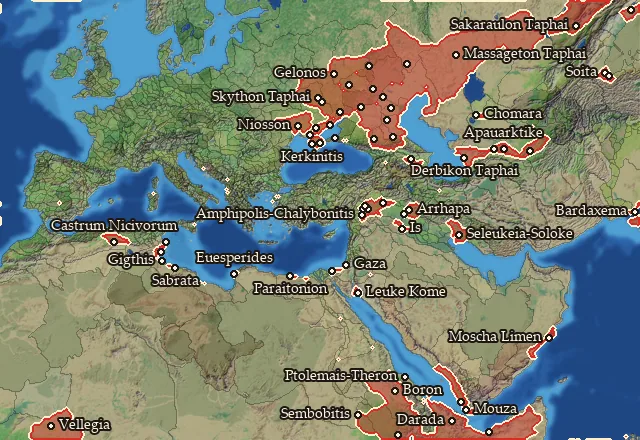 Sakaraulon Taphai
Massageton Taphai
Gelonos
Soita
Skython Taphai
Chomara
Niosson
Apauarktike
Kerkinitis
Derbikon Taphai
Amphipolis-Chalybonitis
Arrhapa
Bardaxema
Castrum Nicivorum
Is
Seleukeia-Soloke
Gigthis
Euesperides
Gaza
Sabrata
Paraitonion
Leuke Kome
Moscha Limen
Ptolemais-Theron
Boron
Sembobitis
Mouza
Darada
Vellegia